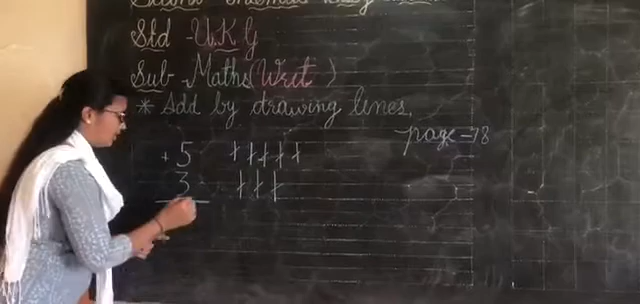 Std - U.K.G
Sub - Maths (Writ )
* Add by drawing lines.
page - 18
+ 5
3